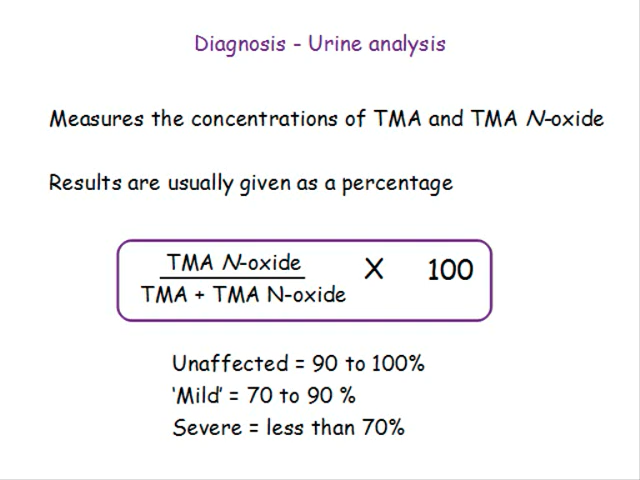 Diagnosis - Urine analysis
Measures the concentrations of TMA and TMA N-oxide
Results are usually given as a percentage
TMA N-oxide
TMA + TMA N-oxide
X 100
Unaffected = 90 to 100%
‘Mild’ = 70 to 90 %
Severe = less than 70%